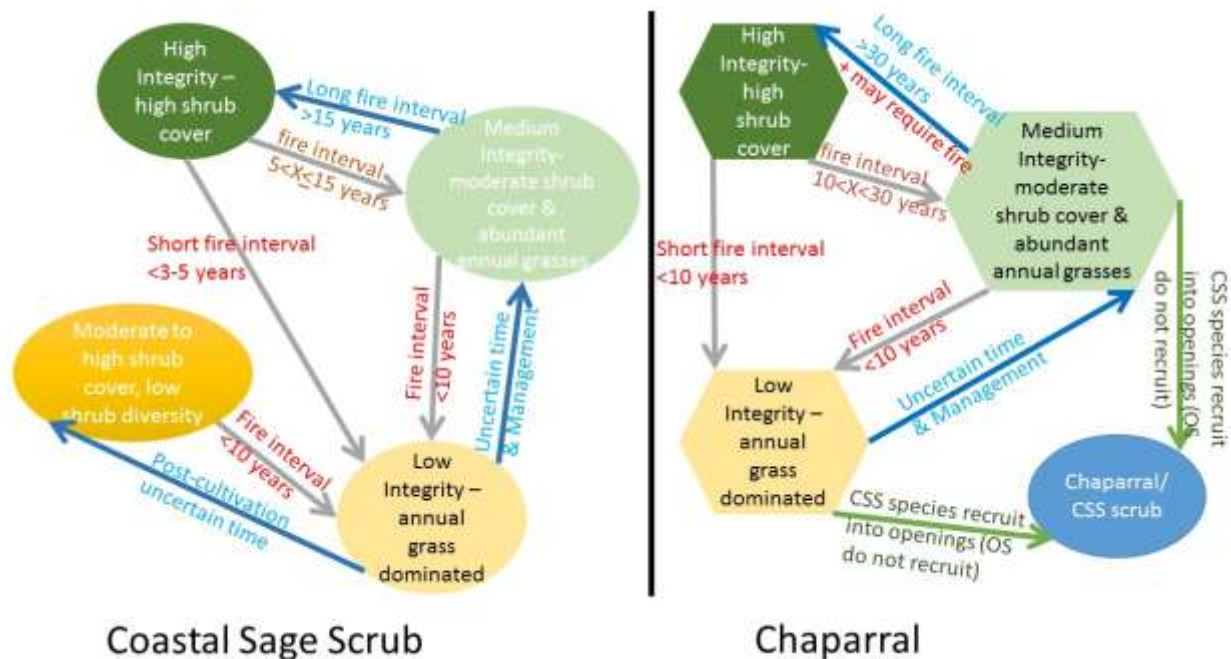 High
Integrity –
high shrub
cover
Long fire interval
>15 years
fire interval
5<X≤15 years
Medium
Integrity-
moderate shrub
cover &
abundant
annual grasses
Short fire interval
<3-5 years
Fire interval
<10 years
Uncertain time
& Management
Moderate to
high shrub
cover, low
shrub diversity
Fire interval
<10 years
Post-cultivation
uncertain time
Low
Integrity –
annual
grass
dominated
Coastal Sage Scrub
High
Integrity-
high
shrub
cover
Long fire interval
>30 years
+ may require fire
fire interval
10<X<30 years
Medium
Integrity-
moderate
shrub cover &
abundant
annual grasses
Short fire interval
<10 years
Fire interval
<10 years
Uncertain time
& Management
CSS species recruit
into openings (OS
do not recruit)
Low
Integrity –
annual
grass
dominated
CSS species recruit
into openings (OS
do not recruit)
Chaparral/
CSS scrub
Chaparral